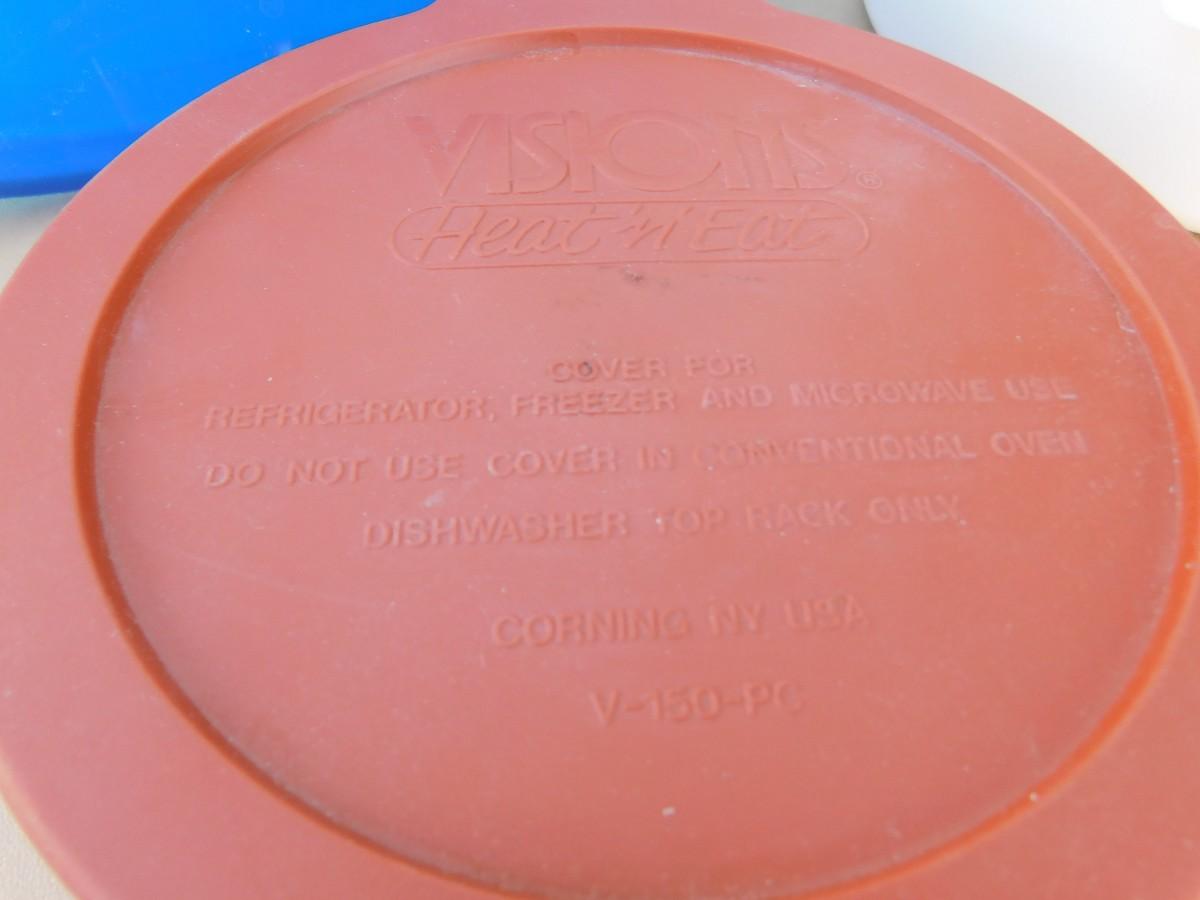 VISIONS®
Heat 'n' Eat
COVER FOR
REFRIGERATOR, FREEZER AND MICROWAVE USE
DO NOT USE COVER IN CONVENTIONAL OVEN
DISHWASHER TOP RACK ONLY
CORNING NY USA
V-150-PC